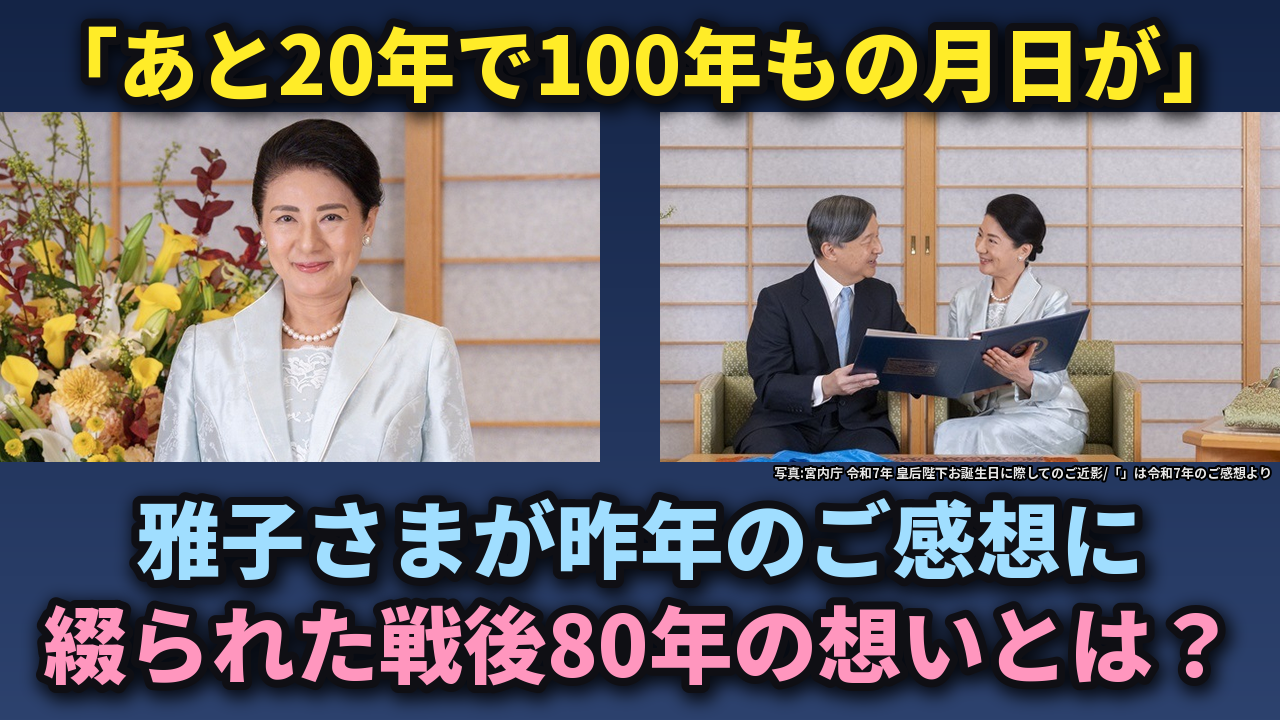 「あと20年で100年もの月日が」
写真:宮内庁 令和7年 皇后陛下お誕生日に際してのご近影/「」は令和7年のご感想より
雅子さまが昨年のご感想に
綴られた戦後80年の想いとは？